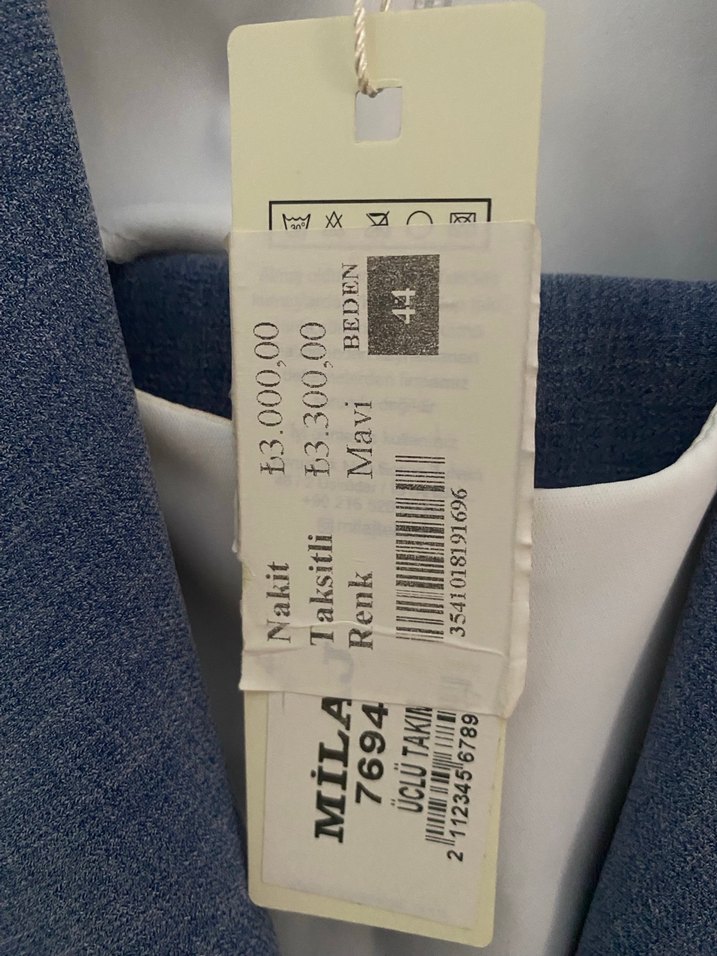 30°
Nakit ₺3.000,00
Taksitli ₺3.300,00
Renk Mavi BEDEN
44
3541018191696
MİLA
7694
ÜÇLÜ TAKIM
2 112345 6789